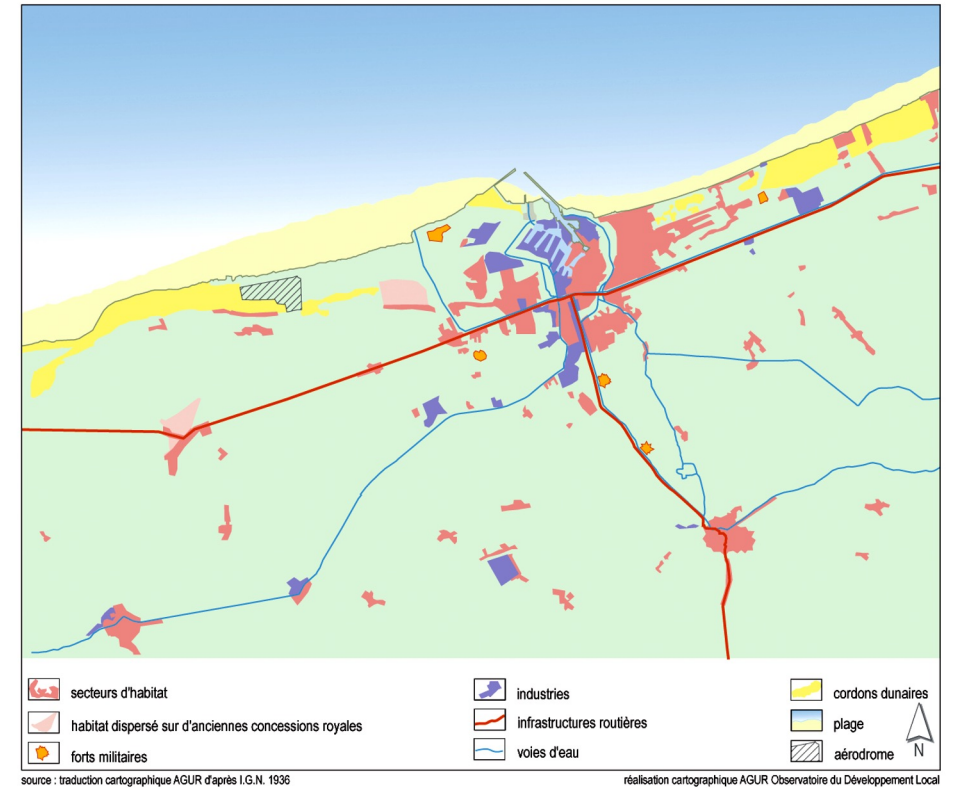 secteurs d'habitat
habitat dispersé sur d'anciennes concessions royales
forts militaires
industries
infrastructures routières
voies d'eau
cordons dunaires
plage
aérodrome
N
source : traduction cartographique AGUR d'après I.G.N. 1936
réalisation cartographique AGUR Observatoire du Développement Local